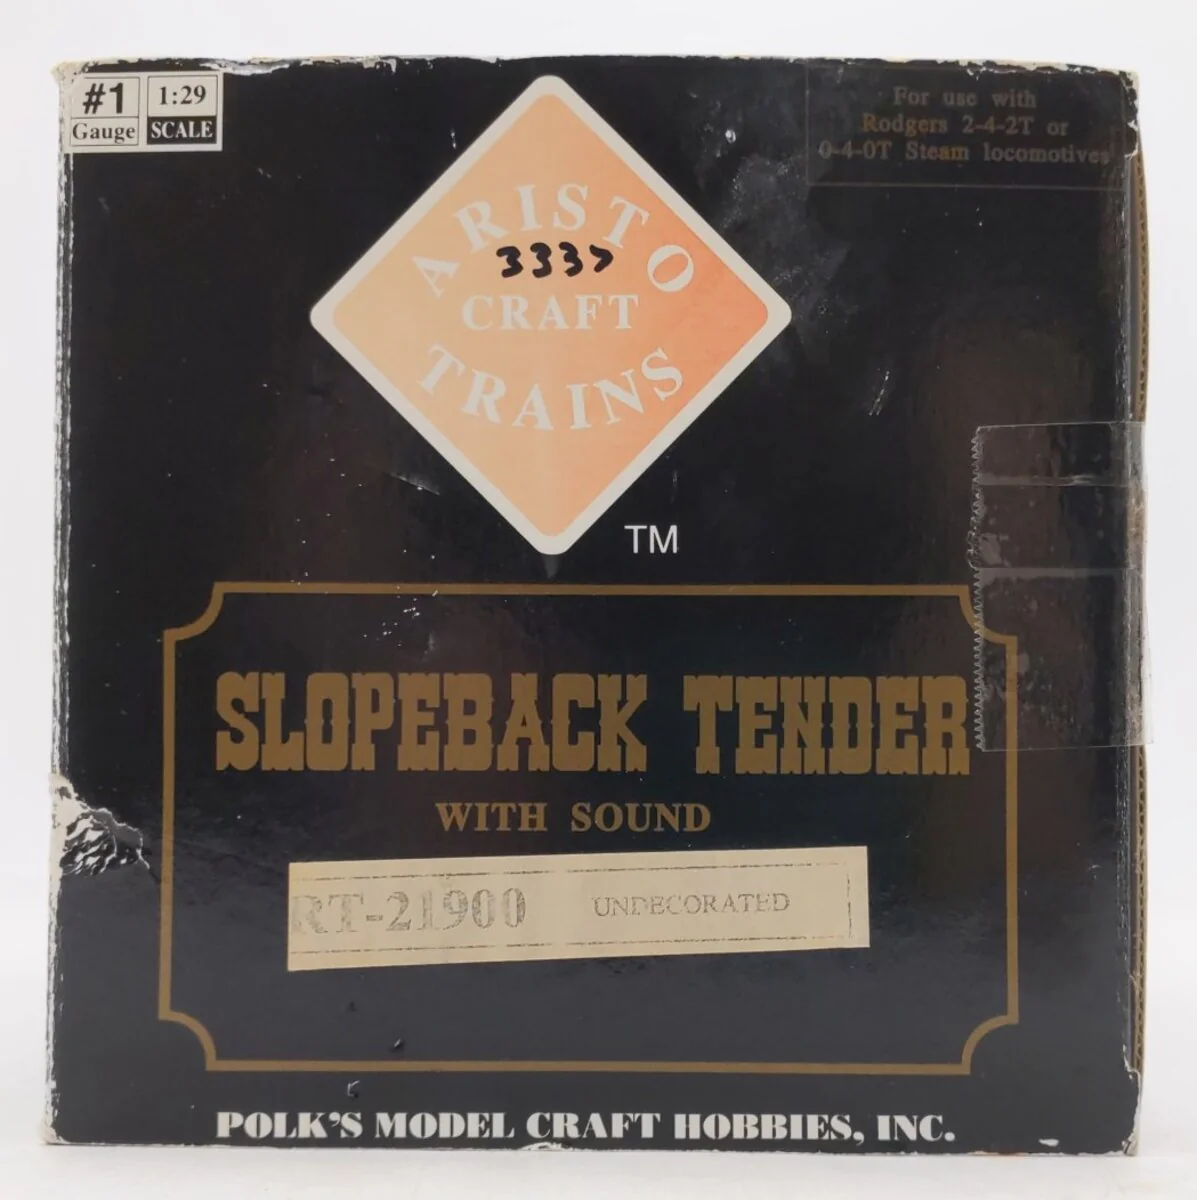 #1
Gauge
1:29
SCALE
For use with
Rodgers 2-4-2T or
0-4-0T Steam locomotives
ARISTO
CRAFT
TRAINS
TM
SLOPEBACK TENDER
WITH SOUND
RT-21900 UNDECORATED
POLK'S MODEL CRAFT HOBBIES, INC.